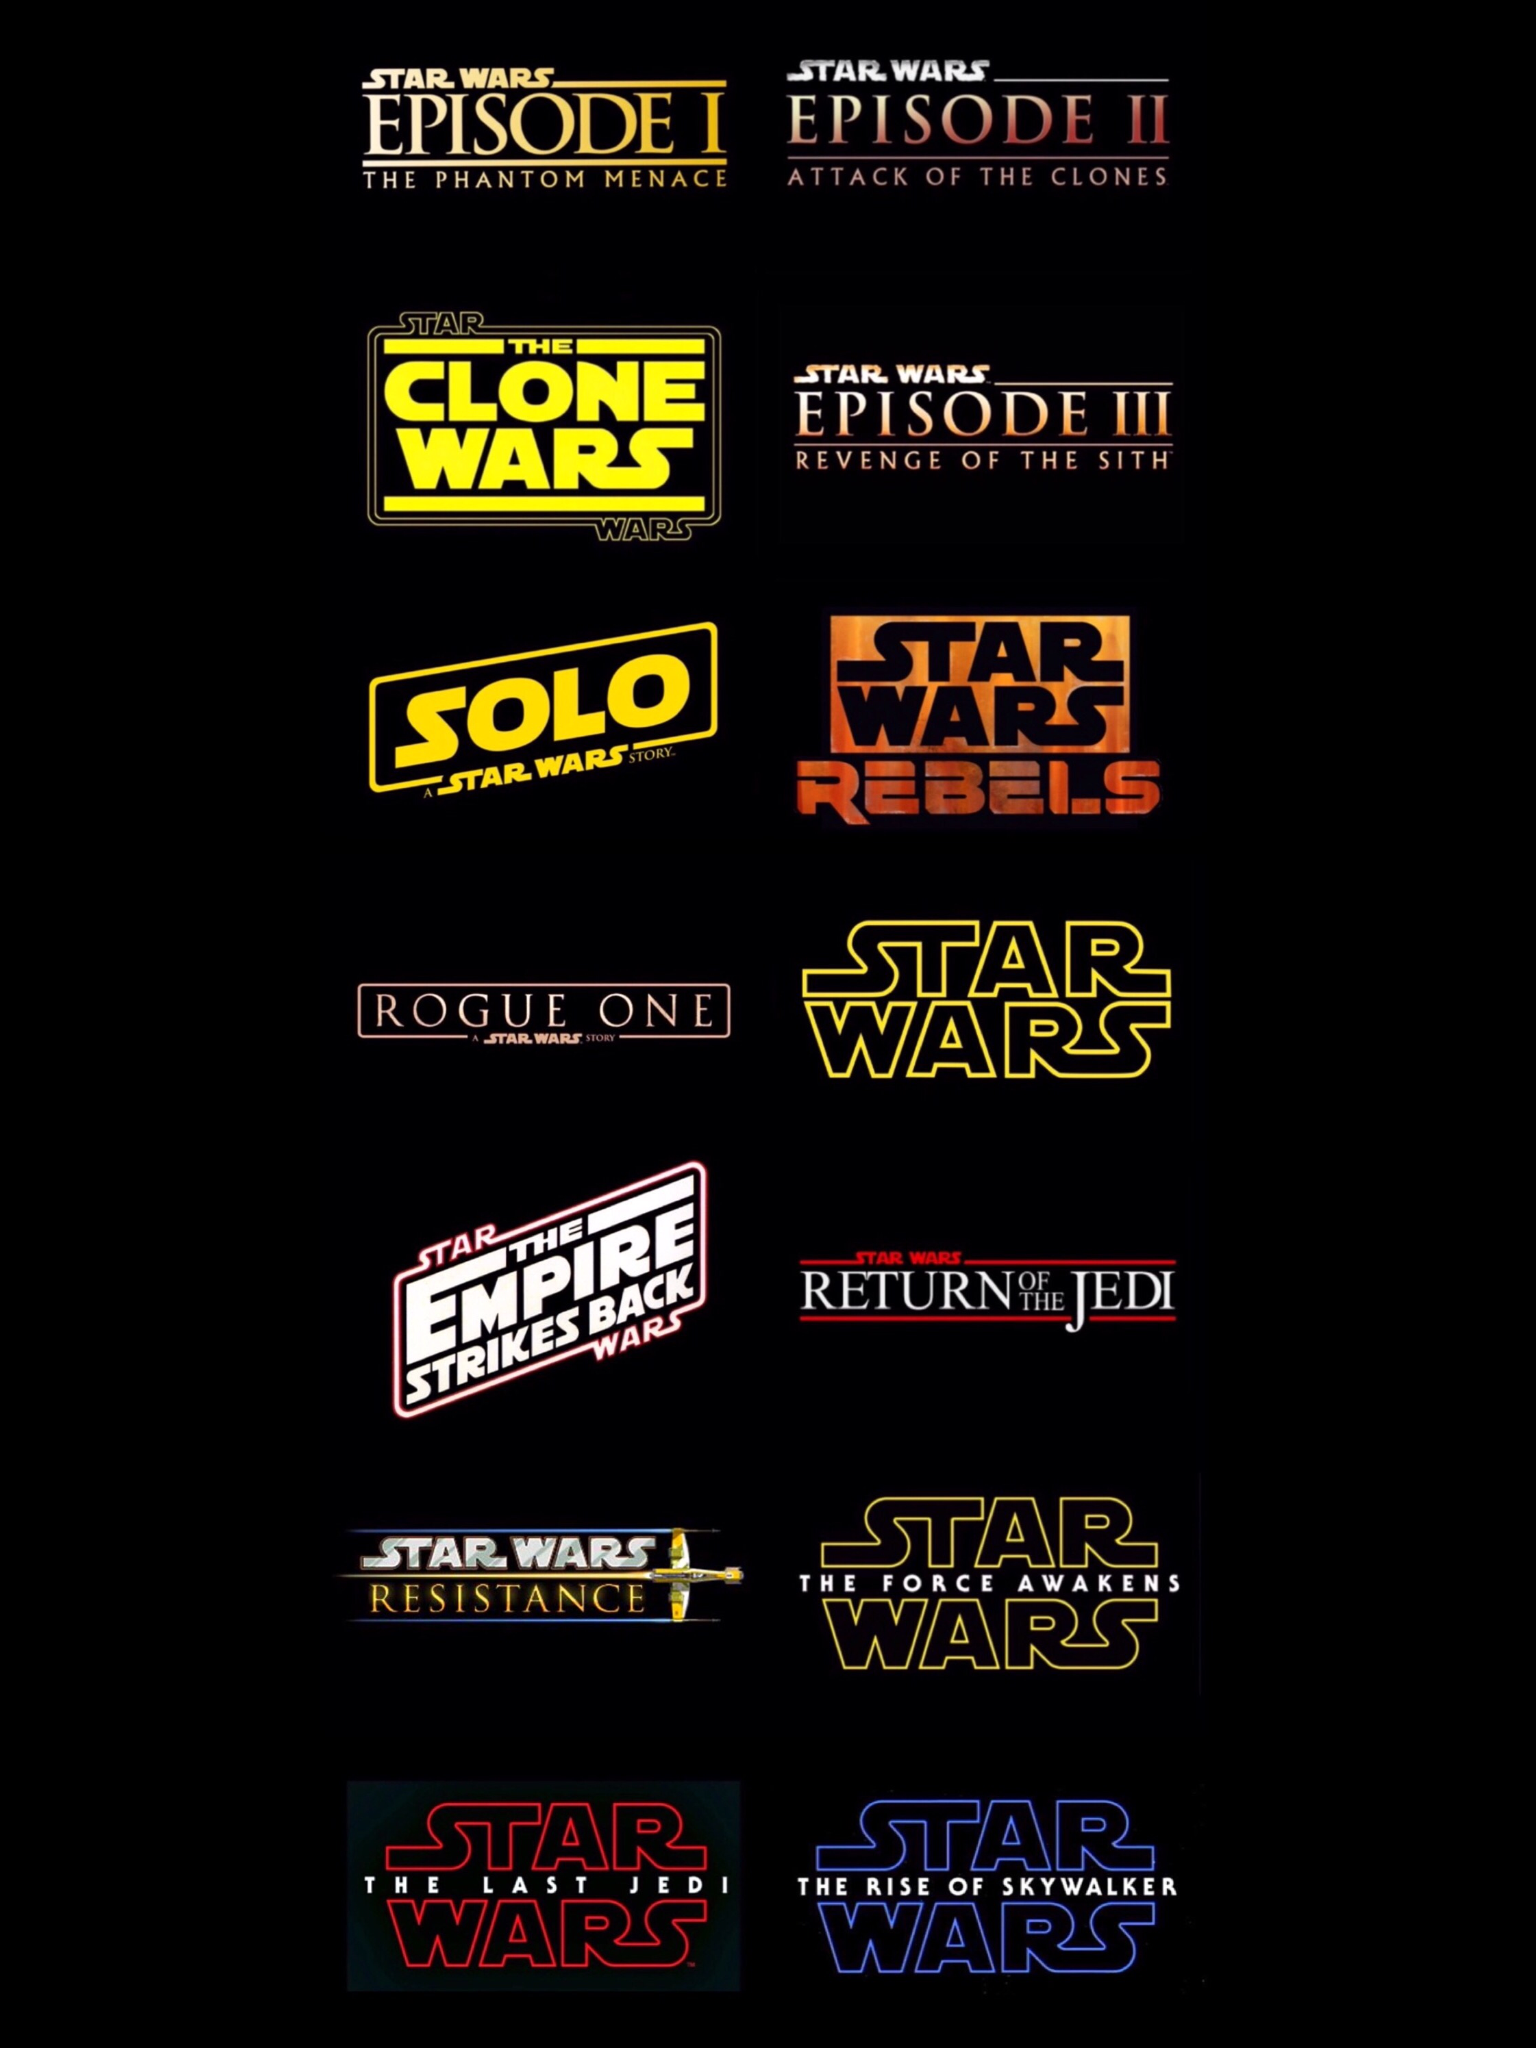 STAR WARS
EPISODE I
THE PHANTOM MENACE
STAR WARS
EPISODE II
ATTACK OF THE CLONES
STAR
THE
CLONE
WARS
WARS
STAR WARS
EPISODE III
REVENGE OF THE SITH
SOLO
A STAR WARS STORY™
STAR
WARS
REBELS
ROGUE ONE
A STAR WARS STORY
STAR
WARS
STAR
THE
EMPIRE
STRIKES BACK
WARS
STAR WARS
RETURN OF THE JEDI
STAR WARS
RESISTANCE
STAR
THE FORCE AWAKENS
WARS
STAR
THE LAST JEDI
WARS™
STAR
THE RISE OF SKYWALKER
WARS